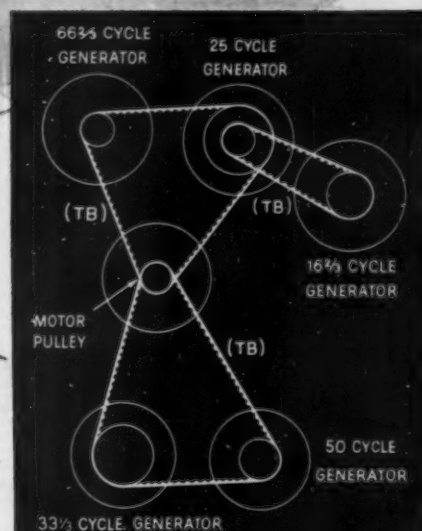 66⅔ CYCLE
GENERATOR
25 CYCLE
GENERATOR
(TB)
(TB)
16⅔ CYCLE
GENERATOR
MOTOR
PULLEY
(TB)
50 CYCLE
GENERATOR
33⅓ CYCLE GENERATOR